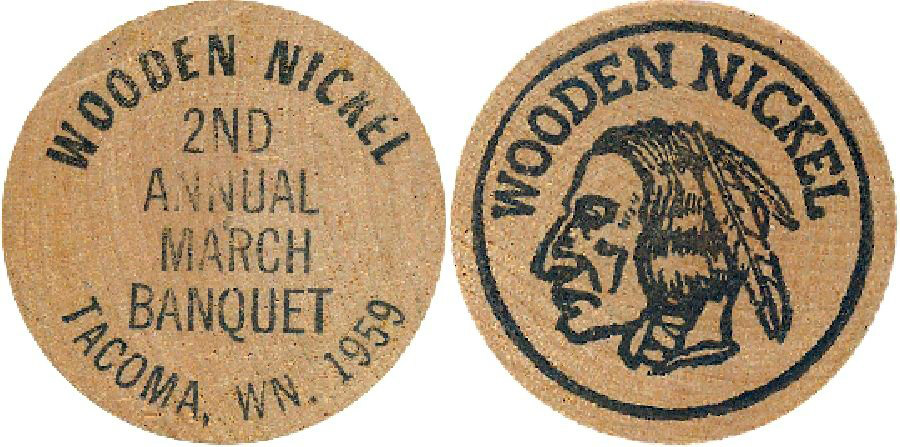 WOODEN NICKEL
2ND
ANNUAL
MARCH
BANQUET
TACOMA, WN. 1959
WOODEN NICKEL